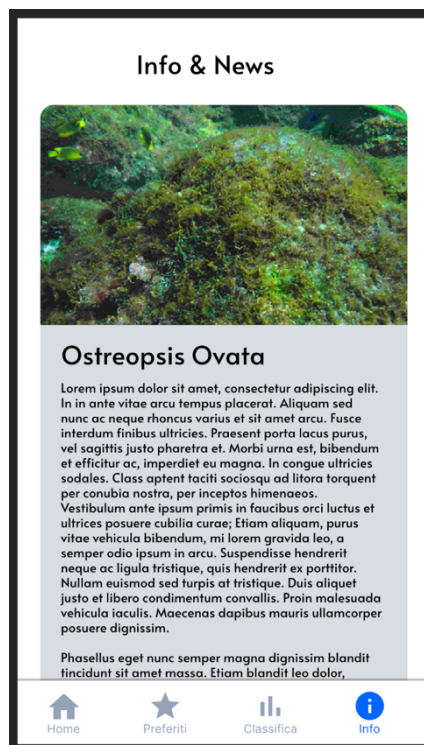 Info & News
Ostreopsis Ovata
Lorem ipsum dolor sit amet, consectetur adipiscing elit.
In in ante vitae arcu tempus placerat. Aliquam sed
nunc ac neque rhoncus varius et sit amet arcu. Fusce
interdum finibus ultricies. Praesent porta lacus purus,
vel sagittis justo pharetra et. Morbi urna est, bibendum
et efficitur ac, imperdiet eu magna. In congue ultricies
sodales. Class aptent taciti sociosqu ad litora torquent
per conubia nostra, per inceptos himenaeos.
Vestibulum ante ipsum primis in faucibus orci luctus et
ultrices posuere cubilia curae; Etiam aliquam, purus
vitae vehicula bibendum, mi lorem gravida leo, a
semper odio ipsum in arcu. Suspendisse hendrerit
neque ac ligula tristique, quis hendrerit ex porttitor.
Nullam euismod sed turpis at tristique. Duis aliquet
justo et libero condimentum convallis. Proin malesuada
vehicula iaculis. Maecenas dapibus mauris ullamcorper
posuere dignissim.
Phasellus eget nunc semper magna dignissim blandit
tincidunt sit amet massa. Etiam blandit leo dolor,
Home
Preferiti
Classifica
Info